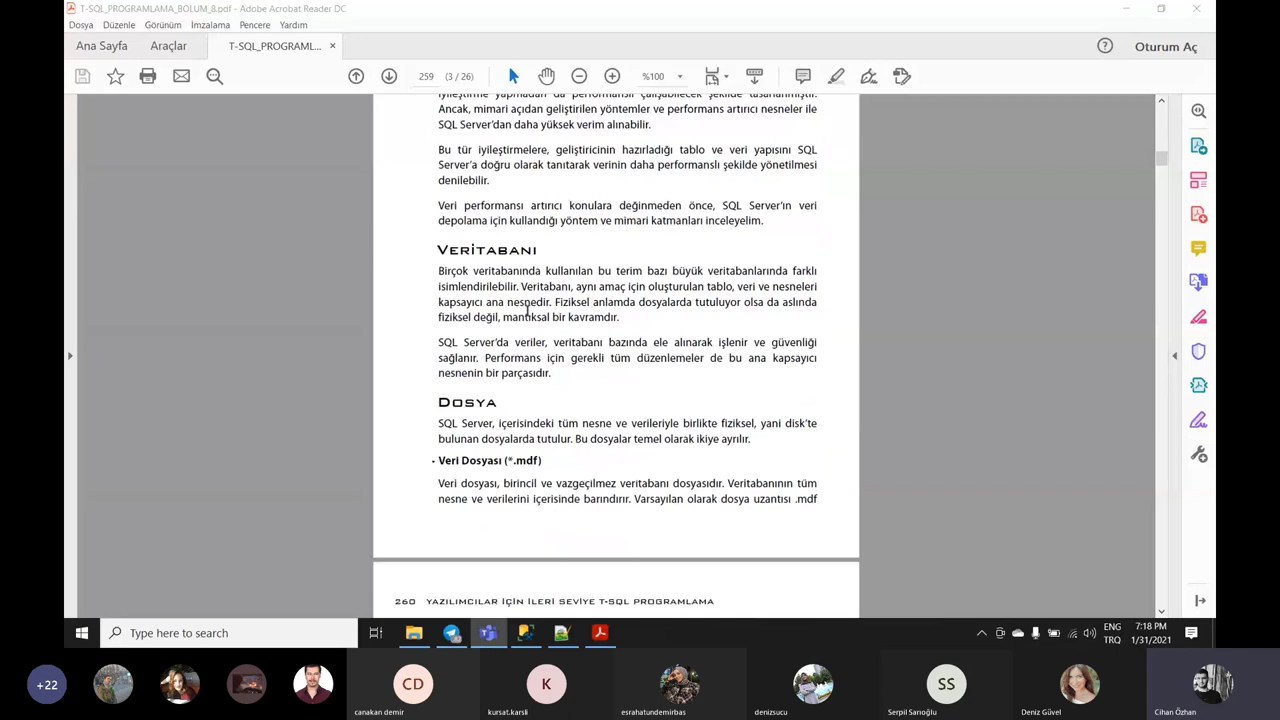 T-SQL_PROGRAMLAMA_BOLUM_8.pdf - Adobe Acrobat Reader DC
Dosya Düzenle Görünüm İmzalama Pencere Yardım
Ana Sayfa Araçlar T-SQL_PROGRAML... × Oturum Aç
259 (3 / 26) %100
iyileştirme yapmadan da performanslı çalışabilecek şekilde tasarlanmıştır.
Ancak, mimari açıdan geliştirilen yöntemler ve performans artırıcı nesneler ile
SQL Server’dan daha yüksek verim alınabilir.
Bu tür iyileştirmelere, geliştiricinin hazırladığı tablo ve veri yapısını SQL
Server’a doğru olarak tanıtarak verinin daha performanslı şekilde yönetilmesi
denilebilir.
Veri performansı artırıcı konulara değinmeden önce, SQL Server’ın veri
depolama için kullandığı yöntem ve mimari katmanları inceleyelim.
VERİTABANI
Birçok veritabanında kullanılan bu terim bazı büyük veritabanlarında farklı
isimlendirilebilir. Veritabanı, aynı amaç için oluşturulan tablo, veri ve nesneleri
kapsayıcı ana nesnedir. Fiziksel anlamda dosyalarda tutuluyor olsa da aslında
fiziksel değil, mantıksal bir kavramdır.
SQL Server’da veriler, veritabanı bazında ele alınarak işlenir ve güvenliği
sağlanır. Performans için gerekli tüm düzenlemeler de bu ana kapsayıcı
nesnenin bir parçasıdır.
DOSYA
SQL Server, içerisindeki tüm nesne ve verileriyle birlikte fiziksel, yani disk’te
bulunan dosyalarda tutulur. Bu dosyalar temel olarak ikiye ayrılır.
• Veri Dosyası (*.mdf)
Veri dosyası, birincil ve vazgeçilmez veritabanı dosyasıdır. Veritabanının tüm
nesne ve verilerini içerisinde barındırır. Varsayılan olarak dosya uzantısı .mdf
260 YAZILIMCILAR İÇİN İLERİ SEVİYE T-SQL PROGRAMLAMA
Type here to search
ENG 7:18 PM
TRQ 1/31/2021
+22 CD K SS
canakan demir kursat.karsli esrahatundemirbas denizsucu Serpil Sarıoğlu Deniz Güvel Cihan Özhan